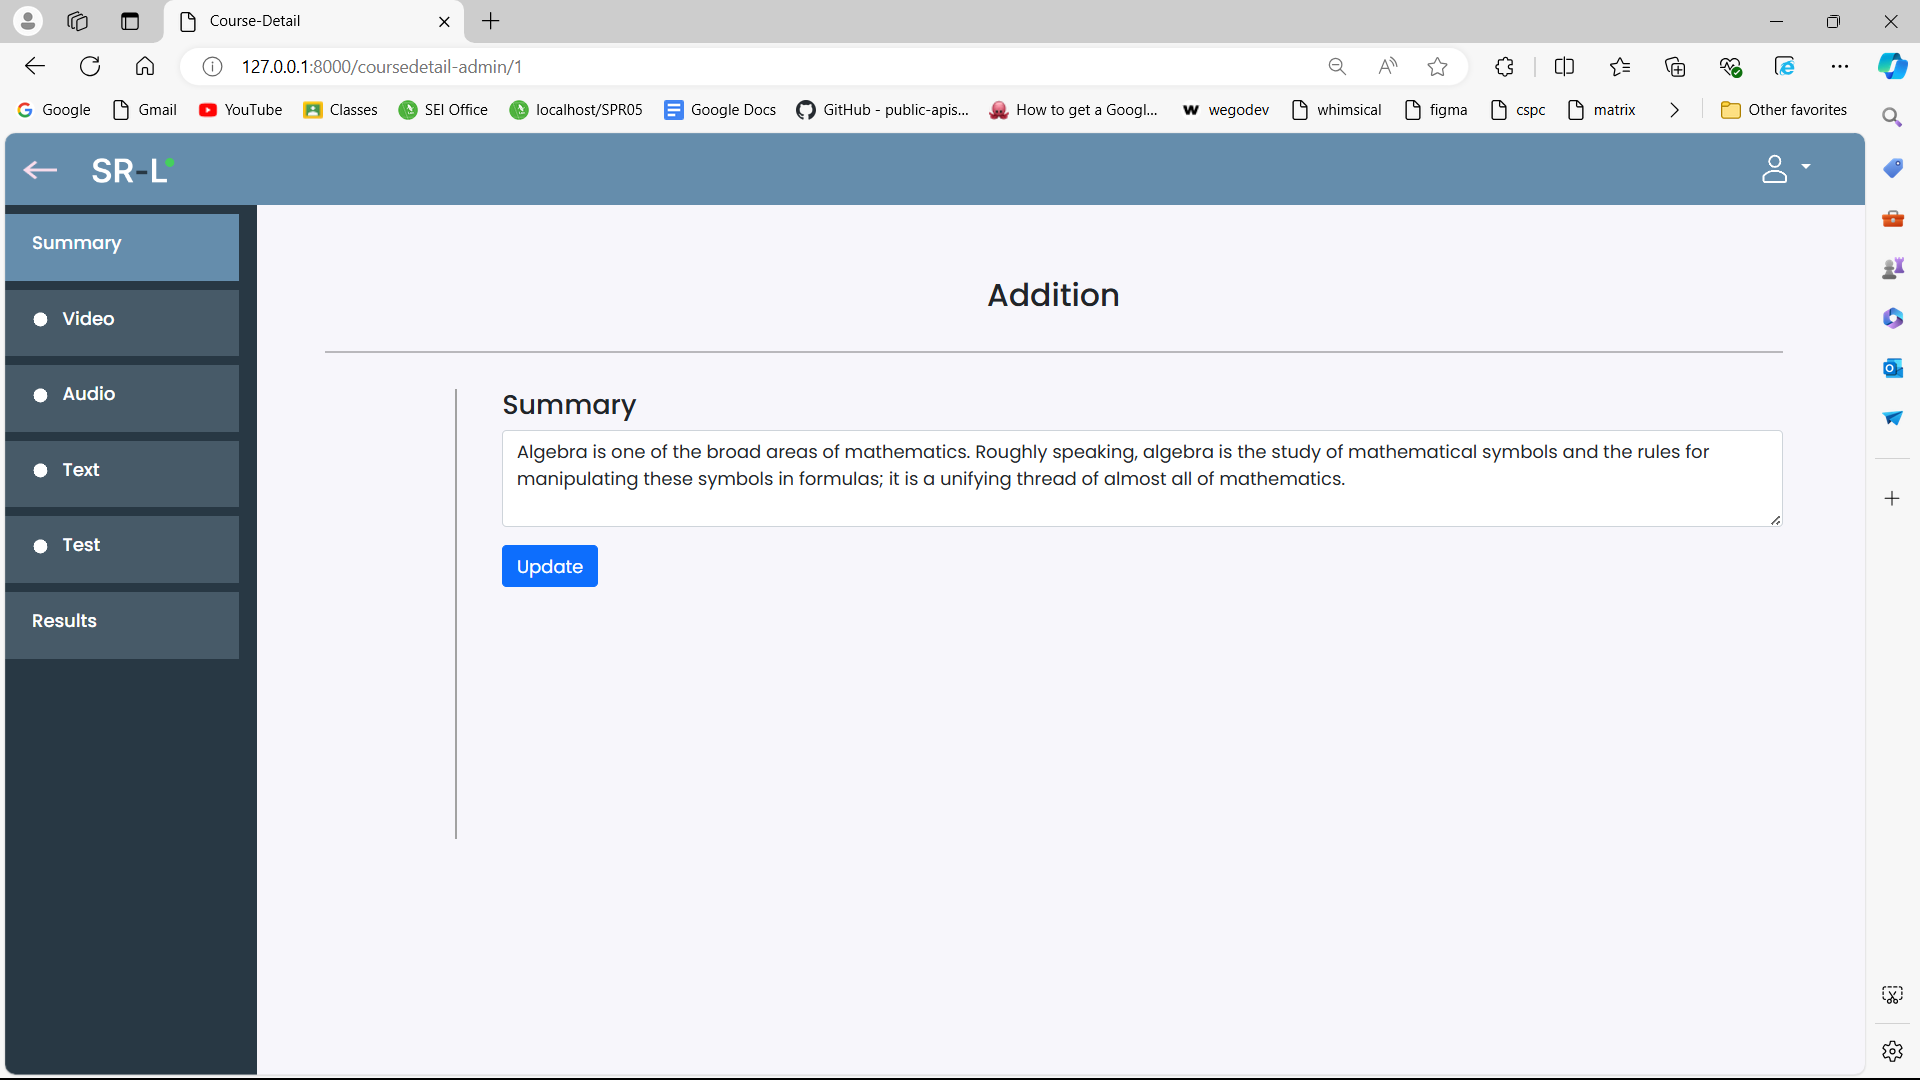 Course-Detail
127.0.0.1:8000/coursedetail-admin/1
Google Gmail YouTube Classes SEI Office localhost/SPR05 Google Docs GitHub - public-apis... How to get a Googl... wegodev whimsical figma cspc matrix Other favorites
SR-L
Summary
Video
Audio
Text
Test
Results
Addition
Summary
Algebra is one of the broad areas of mathematics. Roughly speaking, algebra is the study of mathematical symbols and the rules for
manipulating these symbols in formulas; it is a unifying thread of almost all of mathematics.
Update